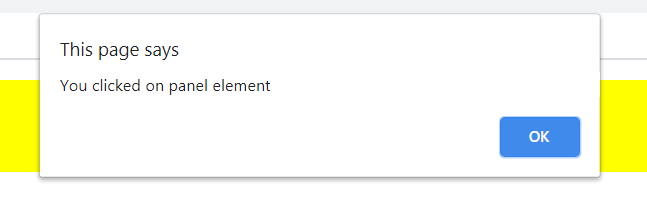 This page says
You clicked on panel element
OK